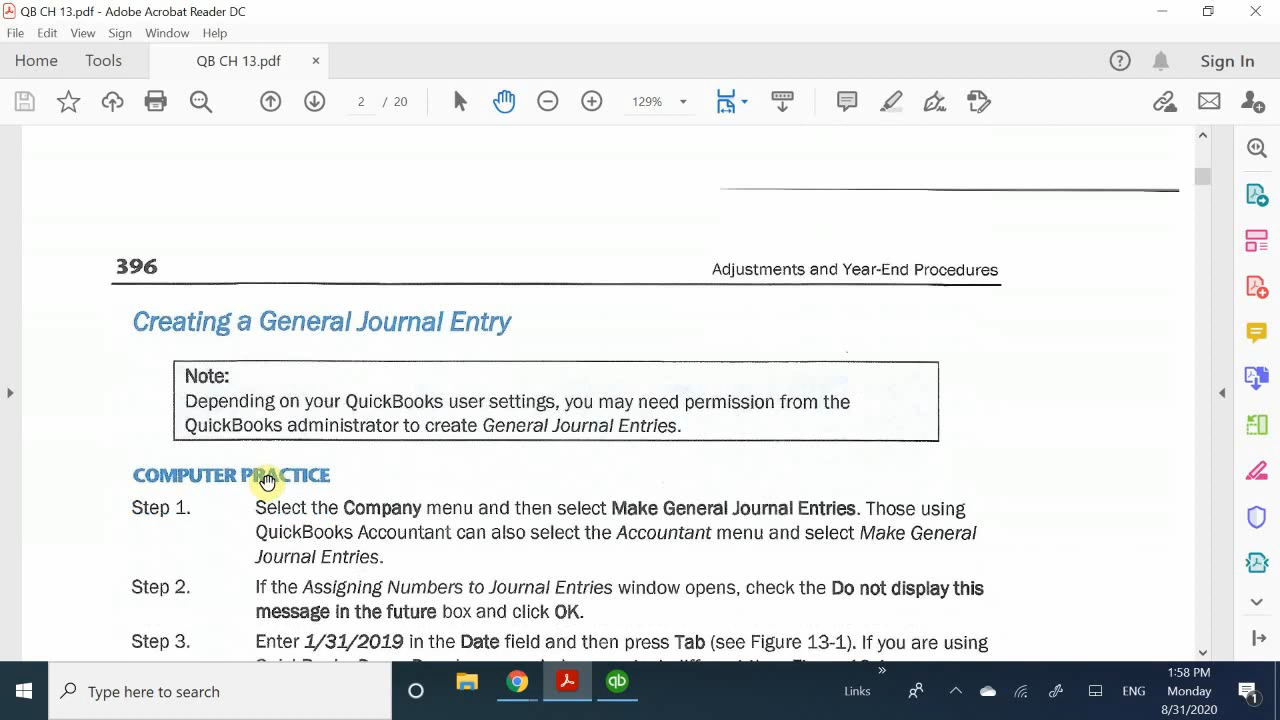 QB CH 13.pdf - Adobe Acrobat Reader DC
File Edit View Sign Window Help
Home Tools QB CH 13.pdf × Sign In
2 / 20 129%
396 Adjustments and Year-End Procedures
Creating a General Journal Entry
Note:
Depending on your QuickBooks user settings, you may need permission from the
QuickBooks administrator to create General Journal Entries.
COMPUTER PRACTICE
Step 1. Select the Company menu and then select Make General Journal Entries. Those using
QuickBooks Accountant can also select the Accountant menu and select Make General
Journal Entries.
Step 2. If the Assigning Numbers to Journal Entries window opens, check the Do not display this
message in the future box and click OK.
Step 3. Enter 1/31/2019 in the Date field and then press Tab (see Figure 13-1). If you are using
Type here to search
Links
ENG
1:58 PM
Monday
8/31/2020
1